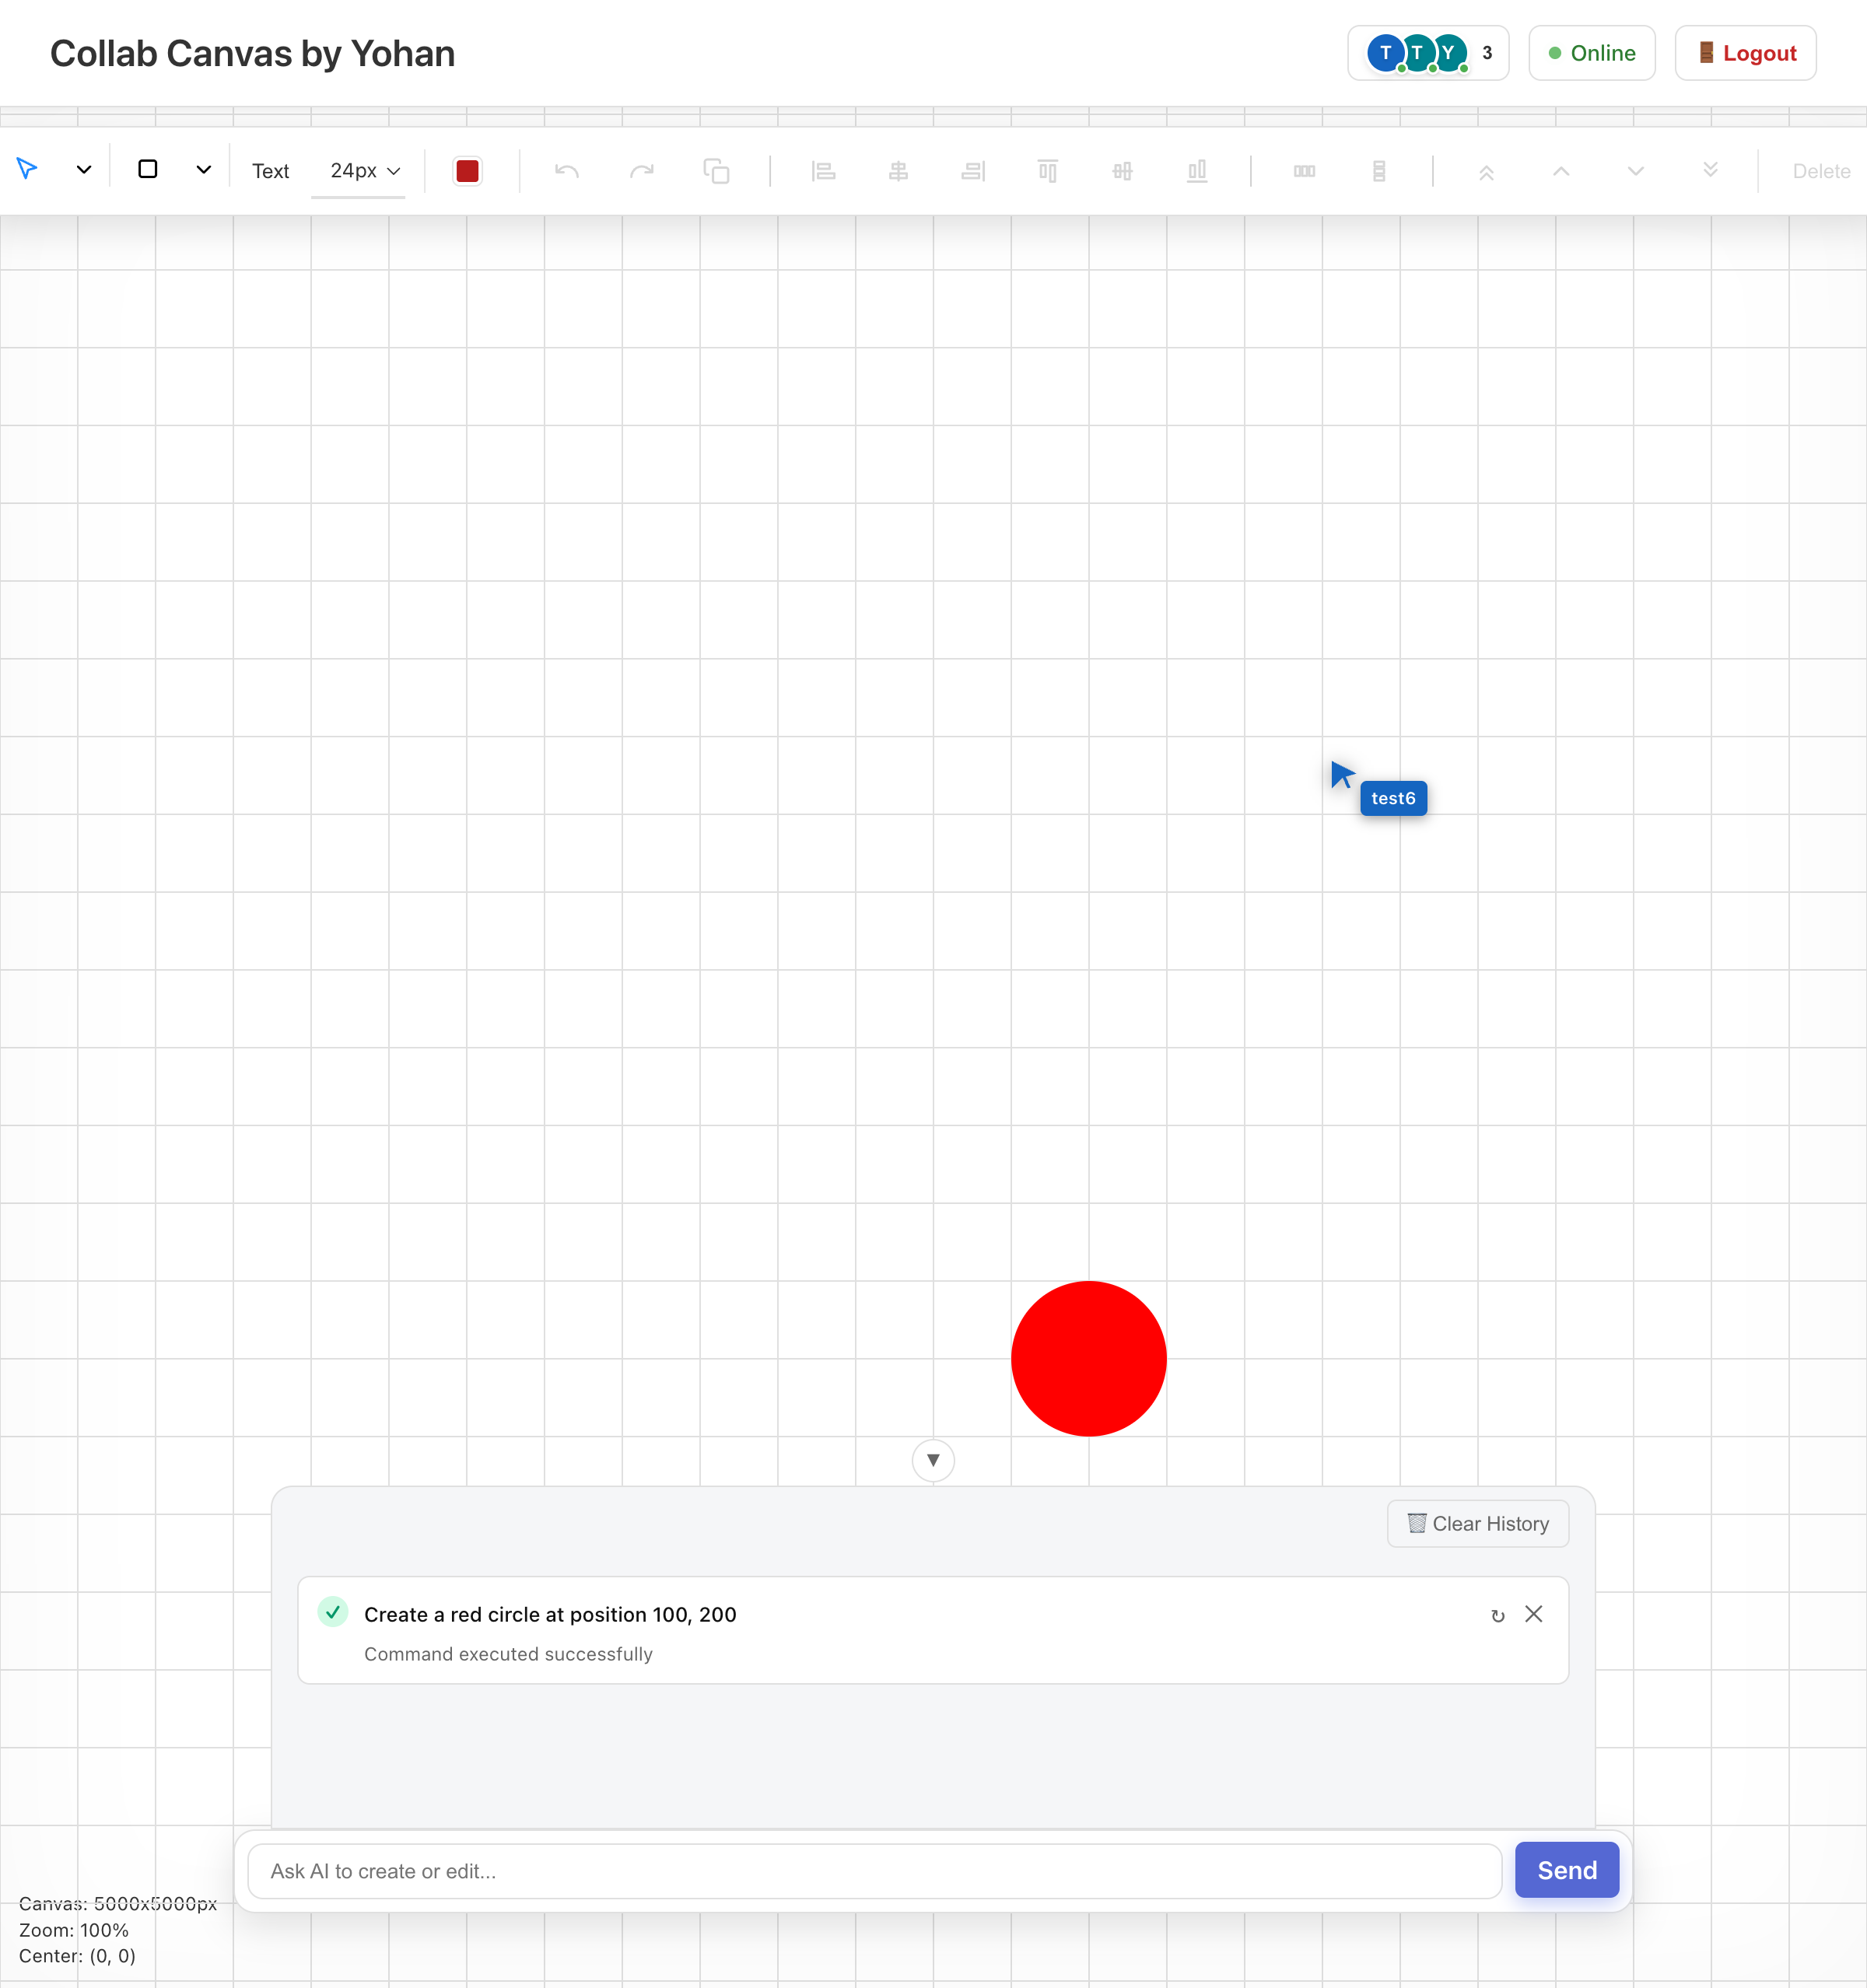 Collab Canvas by Yohan
T T Y 3
Online
Logout
Text 24px Delete
test6
Clear History
Create a red circle at position 100, 200
Command executed successfully
Ask AI to create or edit...
Send
Canvas: 5000x5000px
Zoom: 100%
Center: (0, 0)